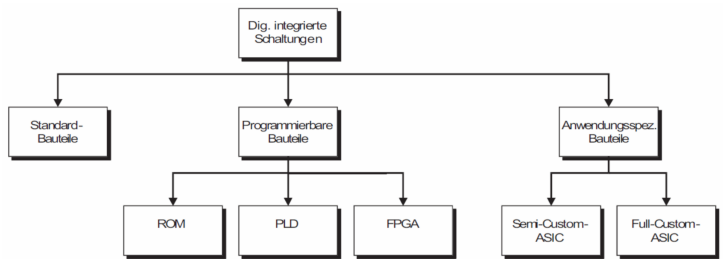 Dig. integrierte
Schaltungen
Standard-
Bauteile
Programmierbare
Bauteile
Anwendungsspez.
Bauteile
ROM
PLD
FPGA
Semi-Custom-
ASIC
Full-Custom-
ASIC